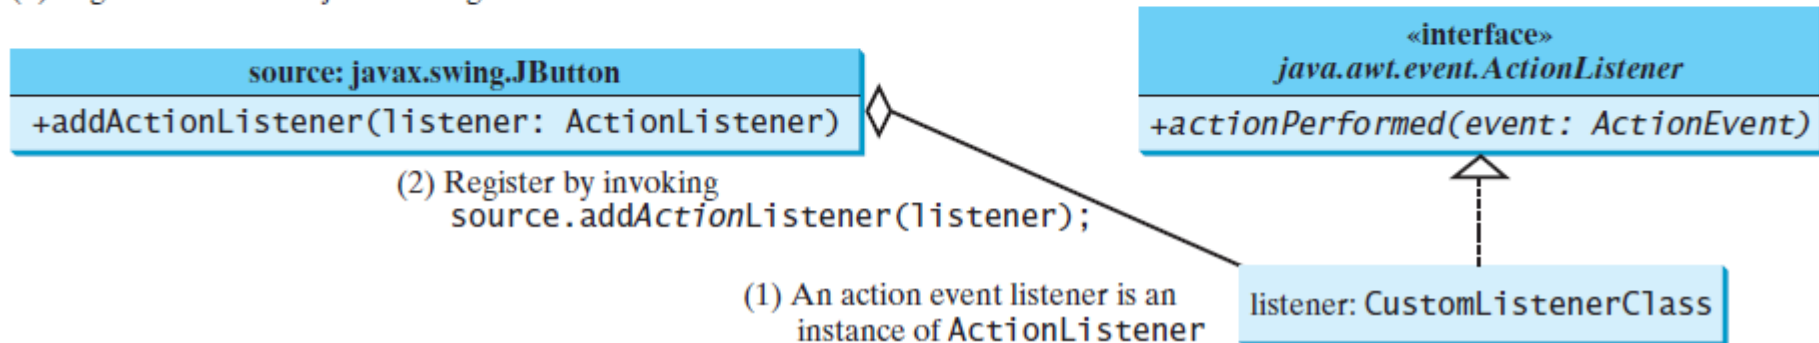 source: javax.swing.JButton
+addActionListener(listener: ActionListener)
«interface»
java.awt.event.ActionListener
+actionPerformed(event: ActionEvent)
(2) Register by invoking
source.addActionListener(listener);
(1) An action event listener is an
instance of ActionListener
listener: CustomListenerClass